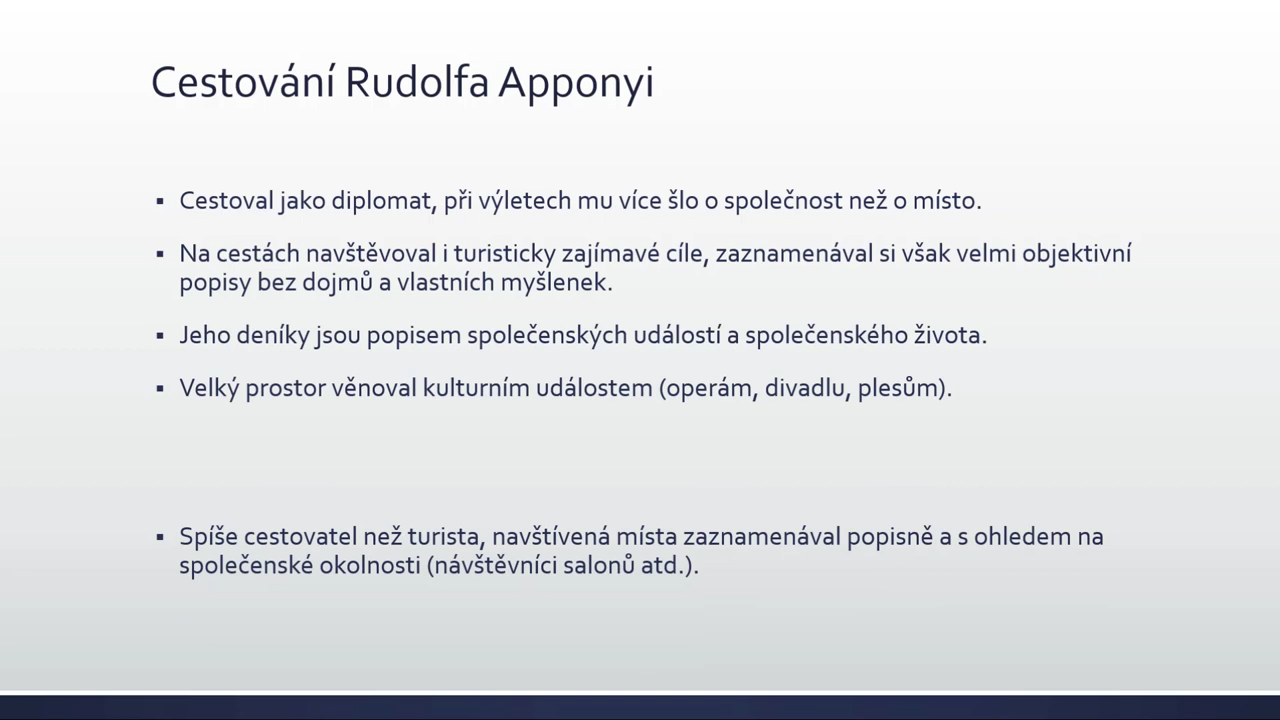 Cestování Rudolfa Apponyi
▪ Cestoval jako diplomat, při výletech mu více šlo o společnost než o místo.
▪ Na cestách navštěvoval i turisticky zajímavé cíle, zaznamenával si však velmi objektivní
popisy bez dojmů a vlastních myšlenek.
▪ Jeho deníky jsou popisem společenských událostí a společenského života.
▪ Velký prostor věnoval kulturním událostem (operám, divadlu, plesům).
▪ Spíše cestovatel než turista, navštívená místa zaznamenával popisně a s ohledem na
společenské okolnosti (návštěvníci salonů atd.).